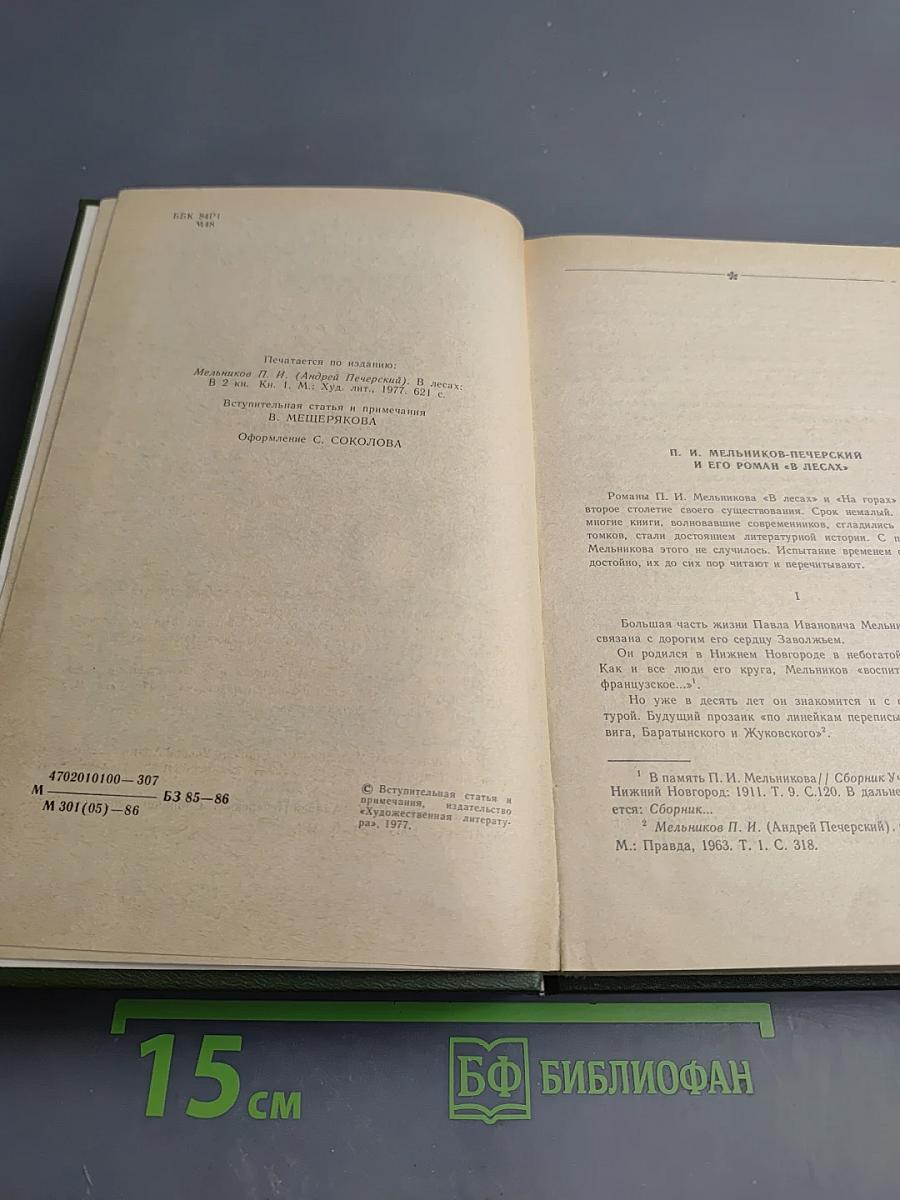 ББК 84Р1
М48
Печатается по изданию:
Мельников П. И. (Андрей Печерский). В лесах:
В 2 кн. Кн. 1. М.: Худ. лит., 1977. 621 с.
Вступительная статья и примечания
В. МЕЩЕРЯКОВА
Оформление С. СОКОЛОВА
4702010100—307
М ——— БЗ 85—86
М 301(05)—86
© Вступительная статья и
примечания, издательство
«Художественная литерату-
ра», 1977.
П. И. МЕЛЬНИКОВ-ПЕЧЕРСКИЙ
И ЕГО РОМАН «В ЛЕСАХ»
Романы П. И. Мельникова «В лесах» и «На горах»
второе столетие своего существования. Срок немалый.
многие книги, волновавшие современников, сгладились
томков, стали достоянием литературной истории. С п
Мельникова этого не случилось. Испытание временем
достойно, их до сих пор читают и перечитывают.
I
Большая часть жизни Павла Ивановича Мельни
связана с дорогим его сердцу Заволжьем.
Он родился в Нижнем Новгороде в небогатой
Как и все люди его круга, Мельников «воспит
французское...»¹.
Но уже в десять лет он знакомится и с
турой. Будущий прозаик «по линейкам переписы
вига, Баратынского и Жуковского»².
¹ В память П. И. Мельникова// Сборник Уч
Нижний Новгород: 1911. Т. 9. С.120. В дальне
ется: Сборник...
² Мельников П. И. (Андрей Печерский).
М.: Правда, 1963. Т. 1. С. 318.
15 см
БФ БИБЛИОФАН